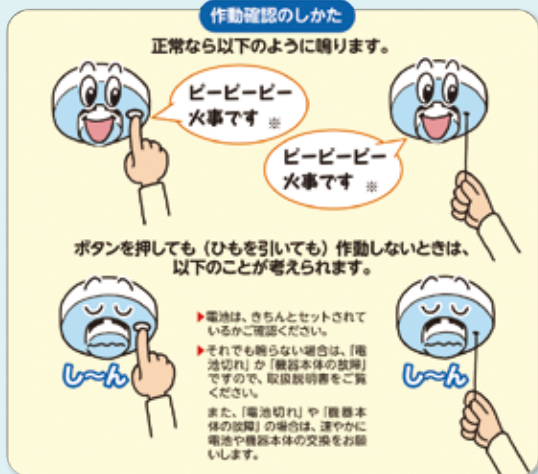 作動確認のしかた
正常なら以下のように鳴ります。
ピーピーピー
火事です ※
ピーピーピー
火事です ※
ボタンを押しても（ひもを引いても）作動しないときは、
以下のことが考えられます。
▶電池は、きちんとセットされて
いるかご確認ください。
▶それでも鳴らない場合は、「電
池切れ」か「機器本体の故障」
ですので、取扱説明書をご覧
ください。
また、「電池切れ」や「機器本
体の故障」の場合は、速やかに
電池や機器本体の交換をお願
いします。
し〜ん
し〜ん